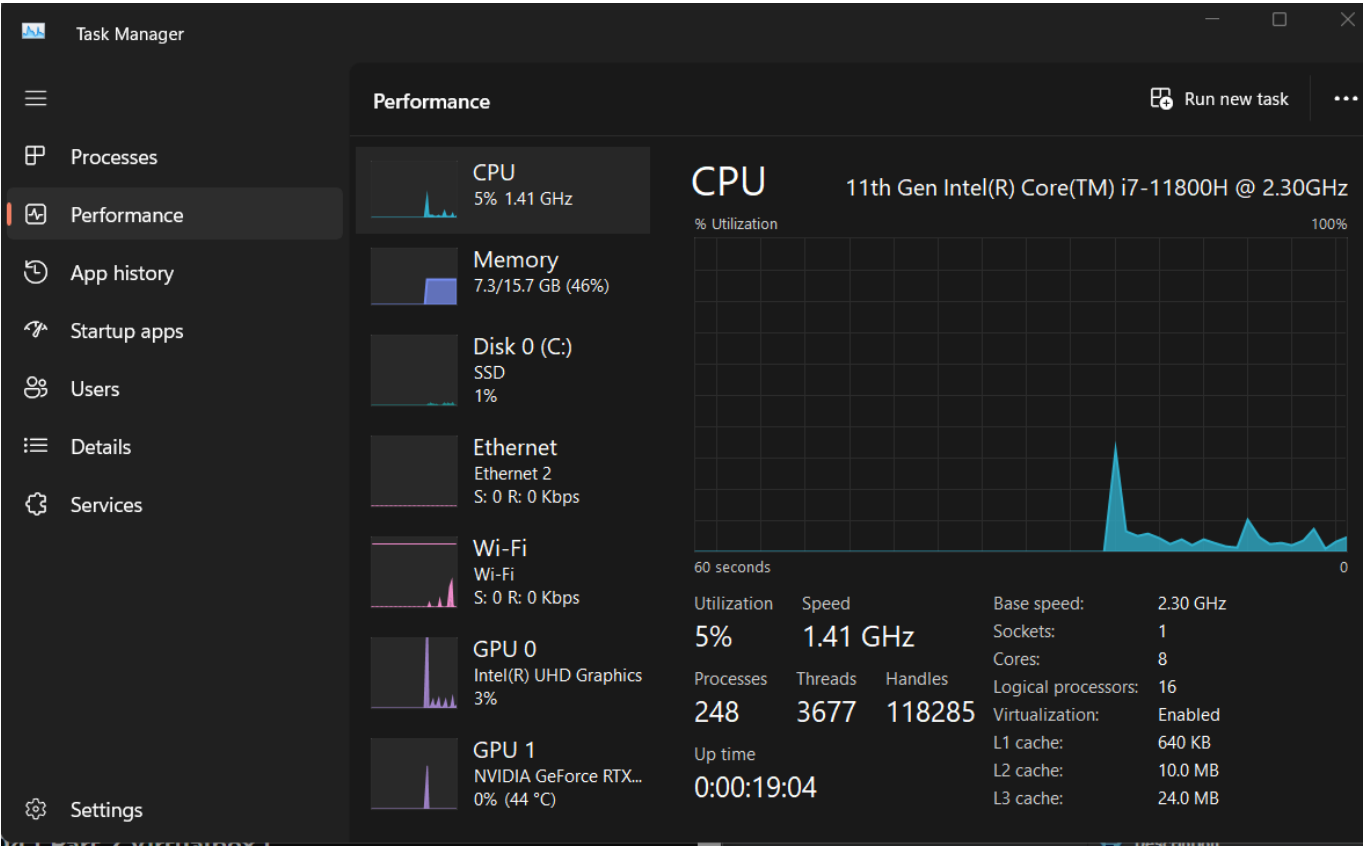 Task Manager
Performance
Run new task
Processes
Performance
App history
Startup apps
Users
Details
Services
Settings
CPU
5% 1.41 GHz
Memory
7.3/15.7 GB (46%)
Disk 0 (C:)
SSD
1%
Ethernet
Ethernet 2
S: 0 R: 0 Kbps
Wi-Fi
Wi-Fi
S: 0 R: 0 Kbps
GPU 0
Intel(R) UHD Graphics
3%
GPU 1
NVIDIA GeForce RTX...
0% (44 °C)
CPU 11th Gen Intel(R) Core(TM) i7-11800H @ 2.30GHz
% Utilization 100%
60 seconds 0
Utilization Speed
5% 1.41 GHz
Processes Threads Handles
248 3677 118285
Up time
0:00:19:04
Base speed: 2.30 GHz
Sockets: 1
Cores: 8
Logical processors: 16
Virtualization: Enabled
L1 cache: 640 KB
L2 cache: 10.0 MB
L3 cache: 24.0 MB